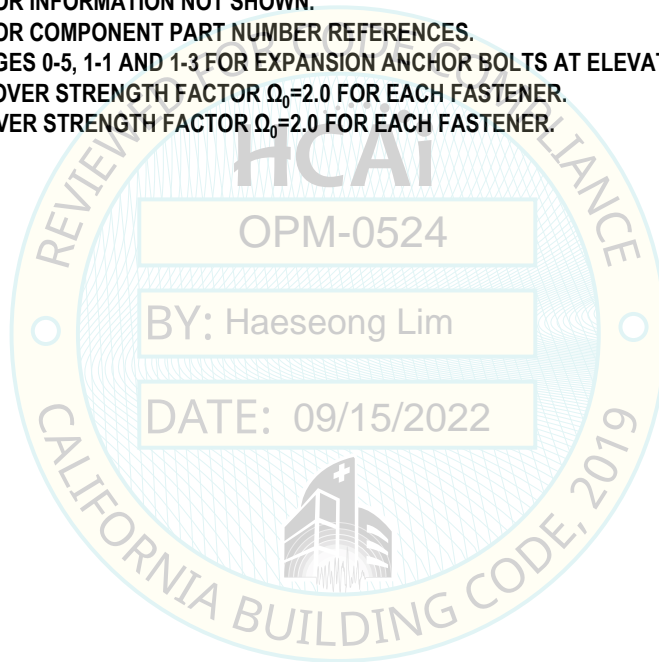 OR INFORMATION NOT SHOWN.
OR COMPONENT PART NUMBER REFERENCES.
GES 0-5, 1-1 AND 1-3 FOR EXPANSION ANCHOR BOLTS AT ELEVAT
OVER STRENGTH FACTOR Ω₀=2.0 FOR EACH FASTENER.
VER STRENGTH FACTOR Ω₀=2.0 FOR EACH FASTENER.
REVIEWED FOR CODE COMPLIANCE
HCAi
OPM-0524
BY: Haeseong Lim
DATE: 09/15/2022
CALIFORNIA BUILDING CODE, 2019